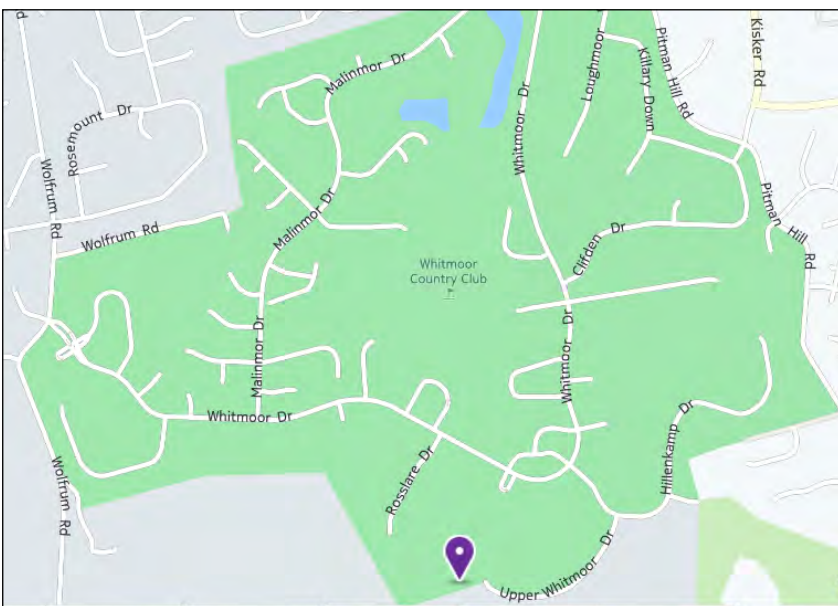 Rd
Malinmor Dr
Rosemount Dr
Wolfrum Rd
Wolfrum Rd
Malinmor Dr
Malinmor Dr
Whitmoor Dr
Loughmoor
Killary Down
Pitman Hill Rd
Kisker Rd
Pitman Hill Rd
Clifden Dr
Whitmoor
Country Club
Whitmoor Dr
Whitmoor Dr
Wolfrum Rd
Rosslare Dr
Hillenkamp Dr
Upper Whitmoor Dr